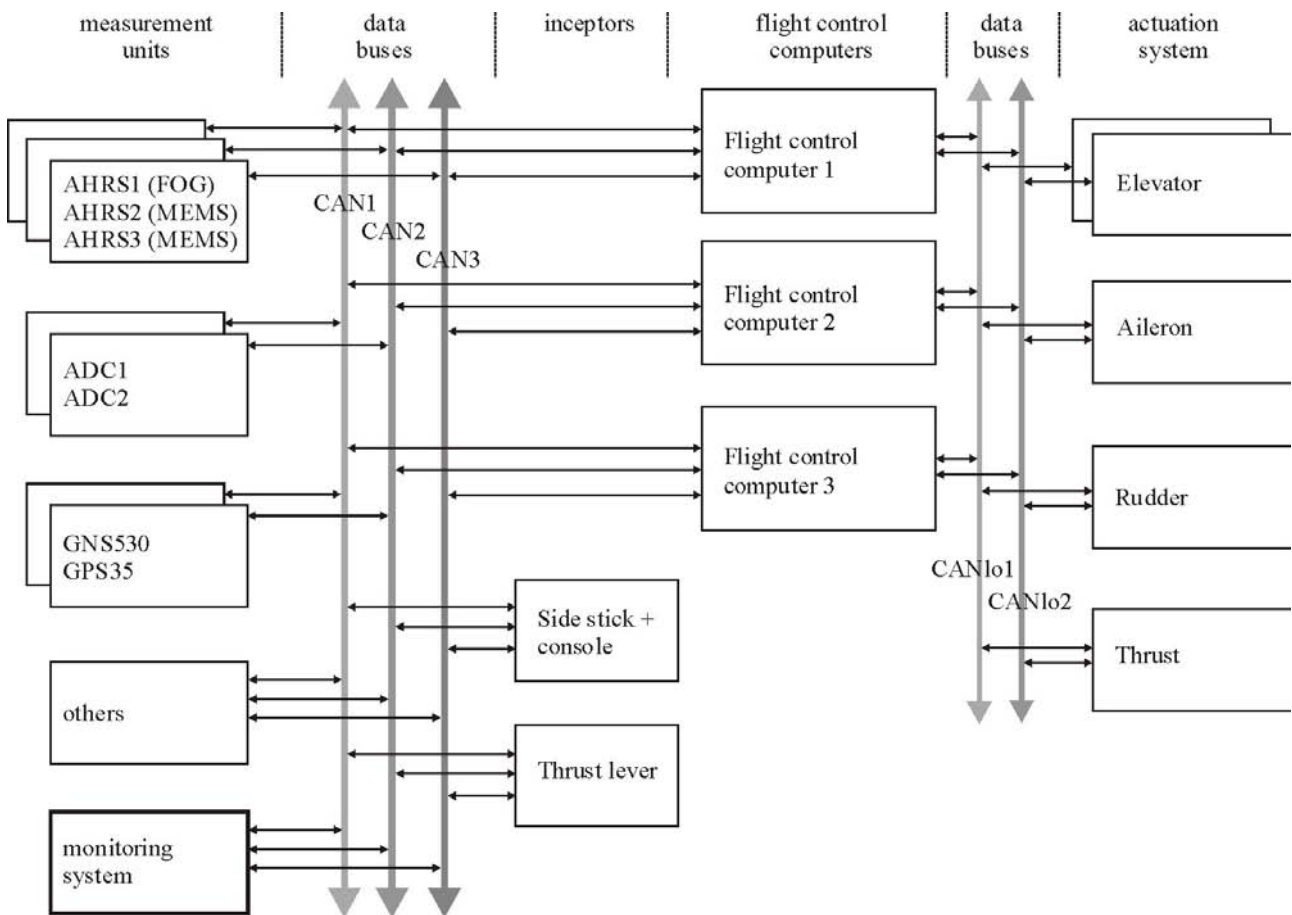 measurement
units
data
buses
inceptors
flight control
computers
data
buses
actuation
system
AHRS1 (FOG)
AHRS2 (MEMS)
AHRS3 (MEMS)
CAN1
CAN2
CAN3
Flight control
computer 1
Elevator
ADC1
ADC2
Flight control
computer 2
Aileron
GNS530
GPS35
Flight control
computer 3
Rudder
CANlo1
CANlo2
Side stick +
console
Thrust
others
Thrust lever
monitoring
system